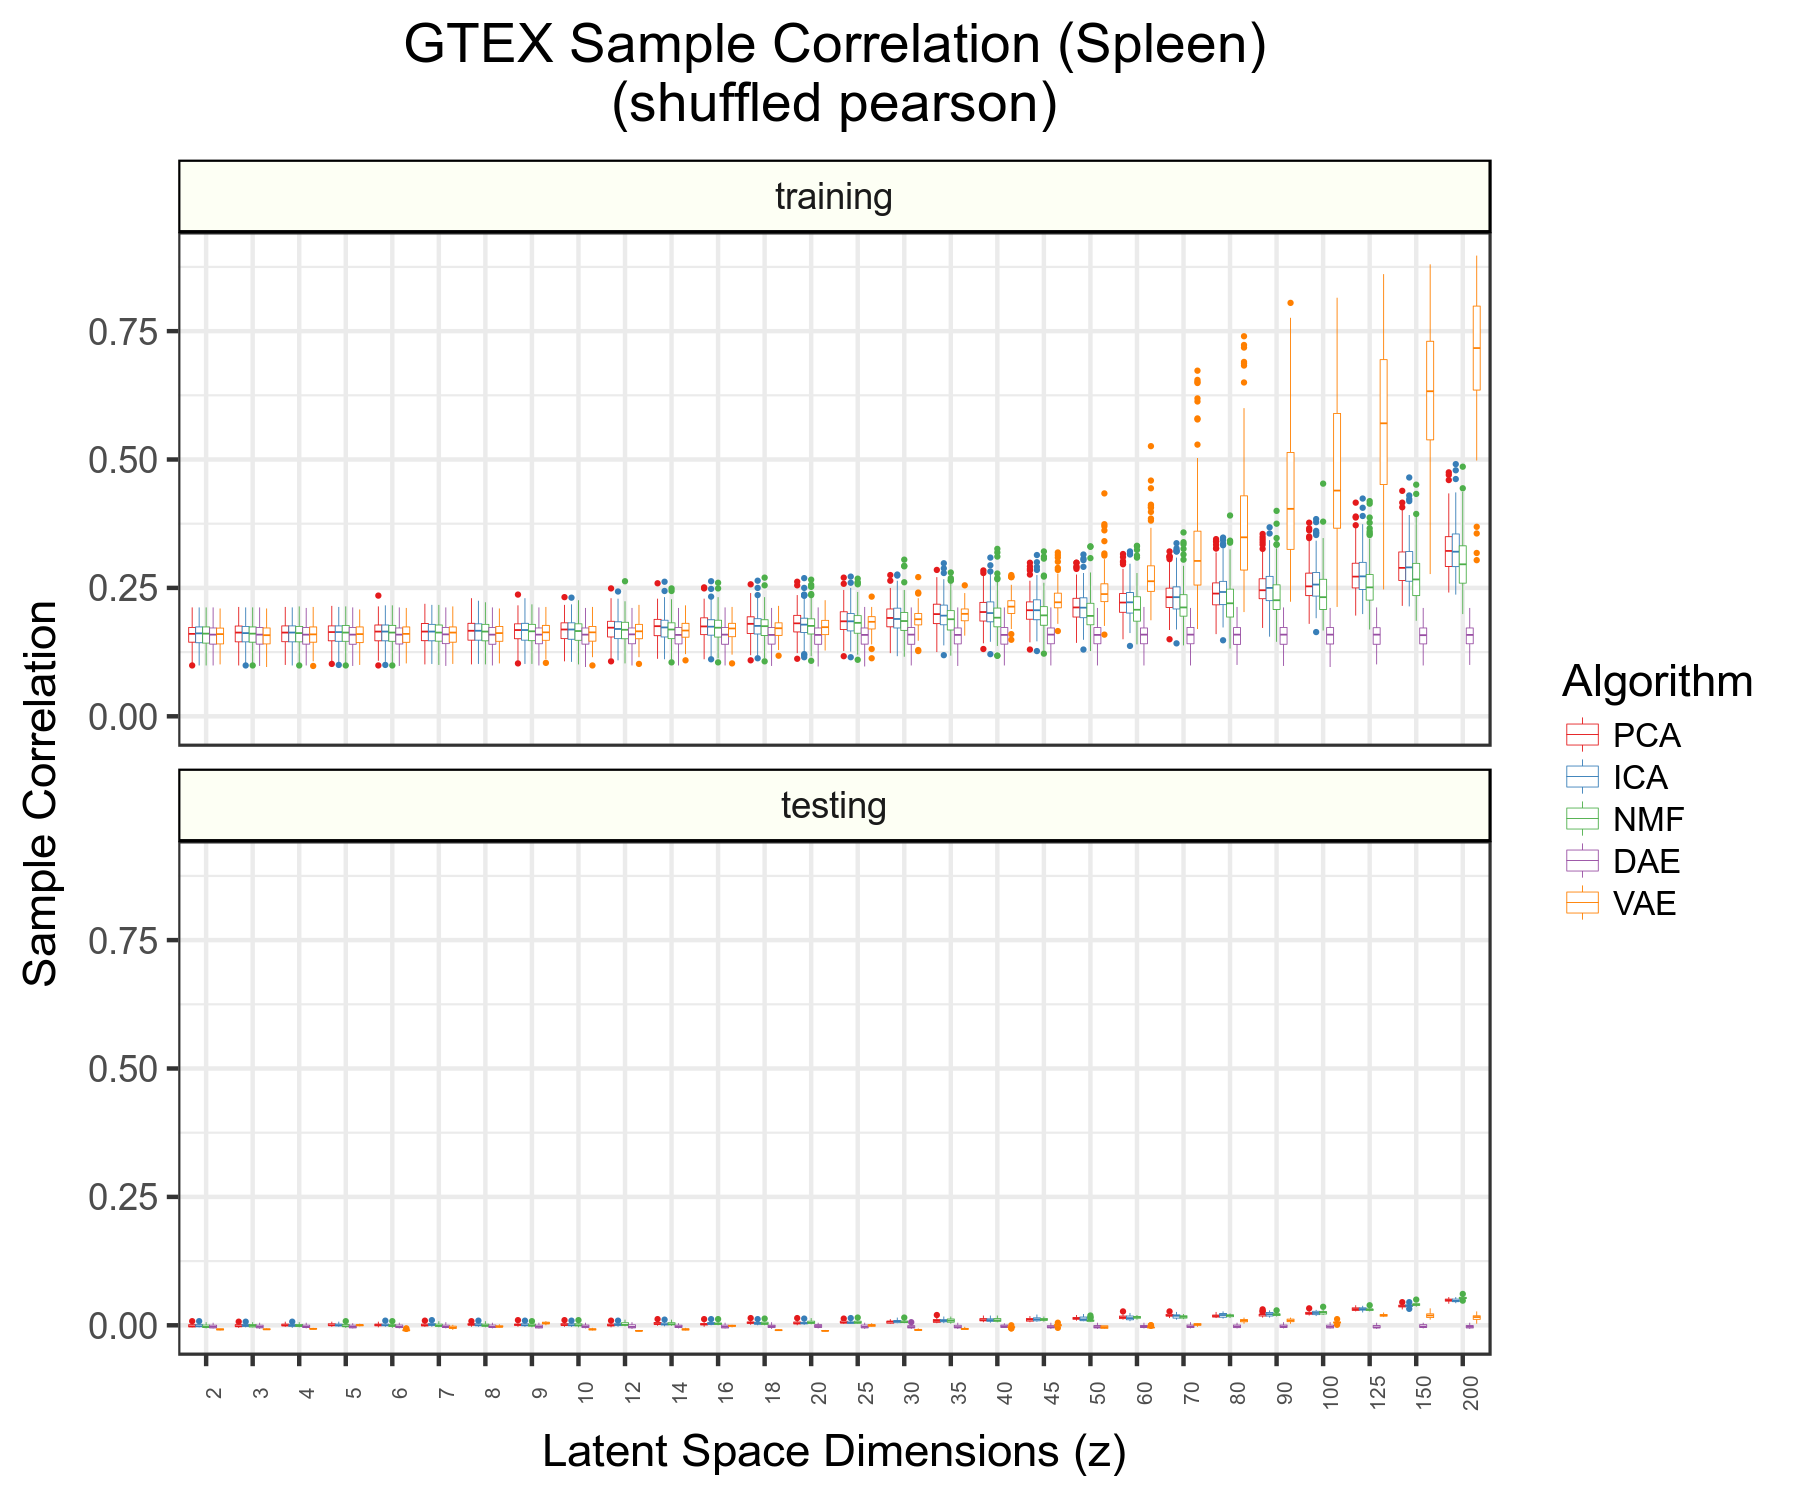 GTEX Sample Correlation (Spleen)
(shuffled pearson)
training
0.75
0.50
0.25
0.00
testing
0.75
0.50
0.25
0.00
Sample Correlation
2 3 4 5 6 7 8 9 10 12 14 16 18 20 25 30 35 40 45 50 60 70 80 90 100 125 150 200
Latent Space Dimensions (z)
Algorithm
PCA
ICA
NMF
DAE
VAE